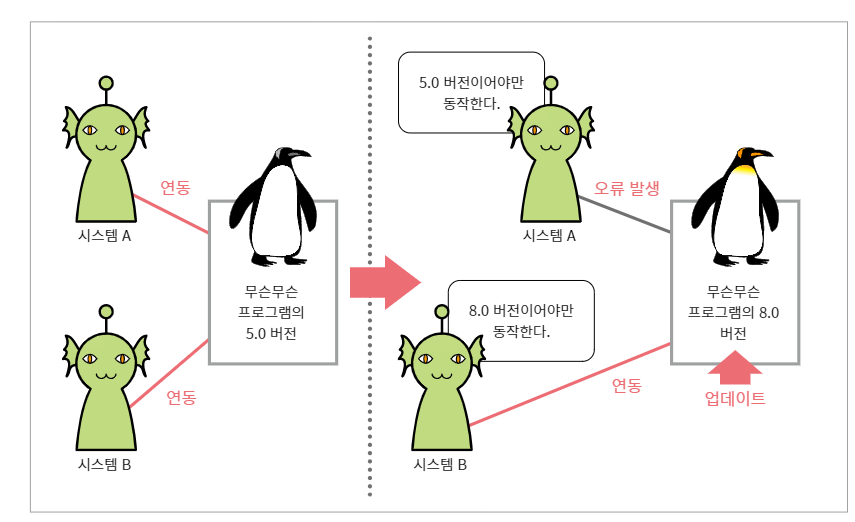 연동
시스템 A
무슨무슨
프로그램의
5.0 버전
연동
시스템 B
5.0 버전이어야만
동작한다.
오류 발생
시스템 A
8.0 버전이어야만
동작한다.
무슨무슨
프로그램의 8.0
버전
연동
업데이트
시스템 B